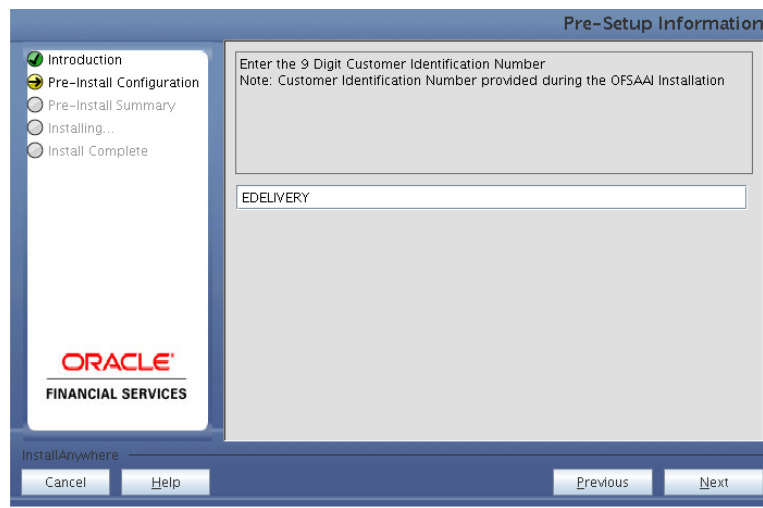 Pre-Setup Information
Introduction
Pre-Install Configuration
Pre-Install Summary
Installing...
Install Complete
ORACLE'
FINANCIAL SERVICES
Enter the 9 Digit Customer Identification Number
Note: Customer Identification Number provided during the OFSAAI Installation
EDELIVERY
InstallAnywhere
Cancel
Help
Previous
Next